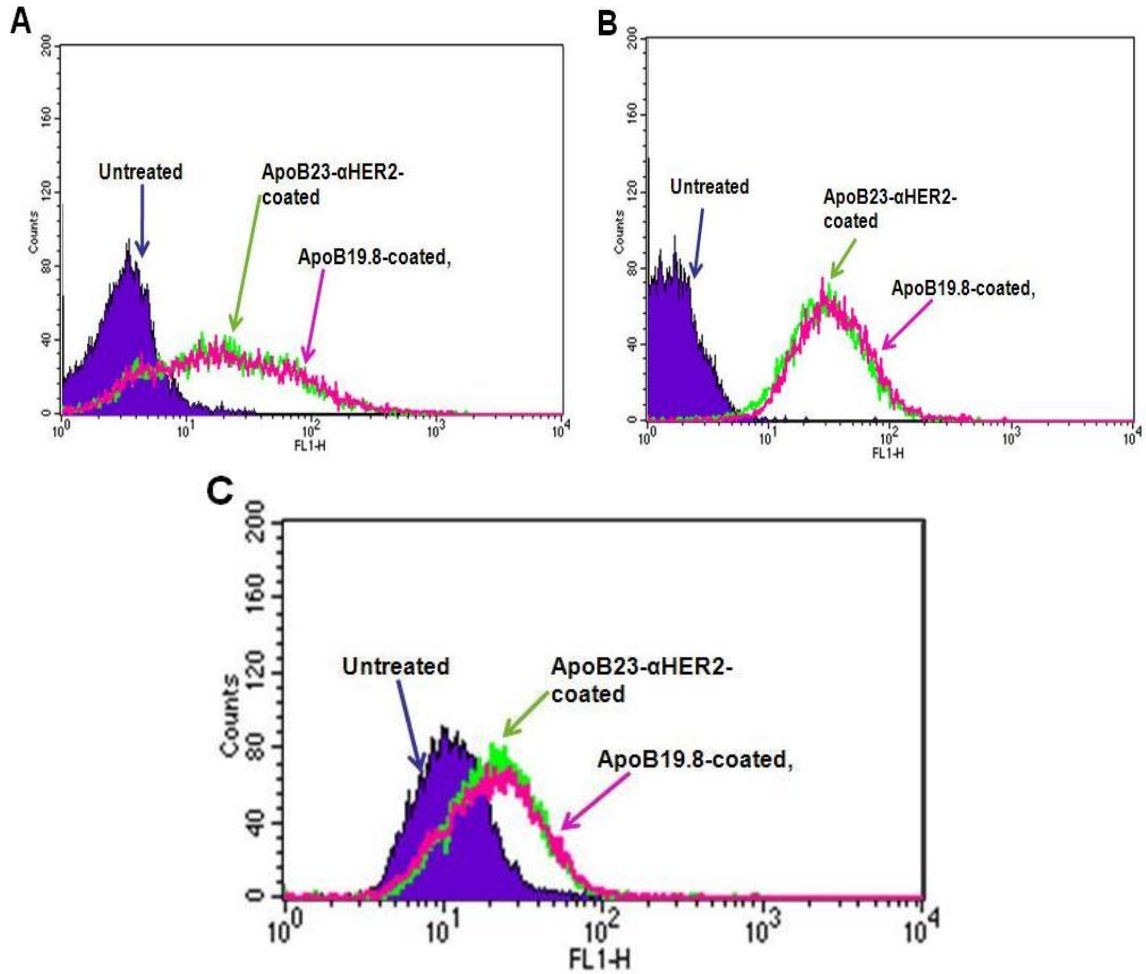 A
200
160
120
80
40
0
Counts
Untreated
ApoB23-αHER2-
coated
ApoB19.8-coated,
10^0 10^1 10^2 10^3 10^4
FL1-H
B
200
160
120
80
40
0
Counts
Untreated
ApoB23-αHER2-
coated
ApoB19.8-coated,
10^0 10^1 10^2 10^3 10^4
FL1-H
C
200
160
120
80
40
0
Counts
Untreated
ApoB23-αHER2-
coated
ApoB19.8-coated,
10^0 10^1 10^2 10^3 10^4
FL1-H